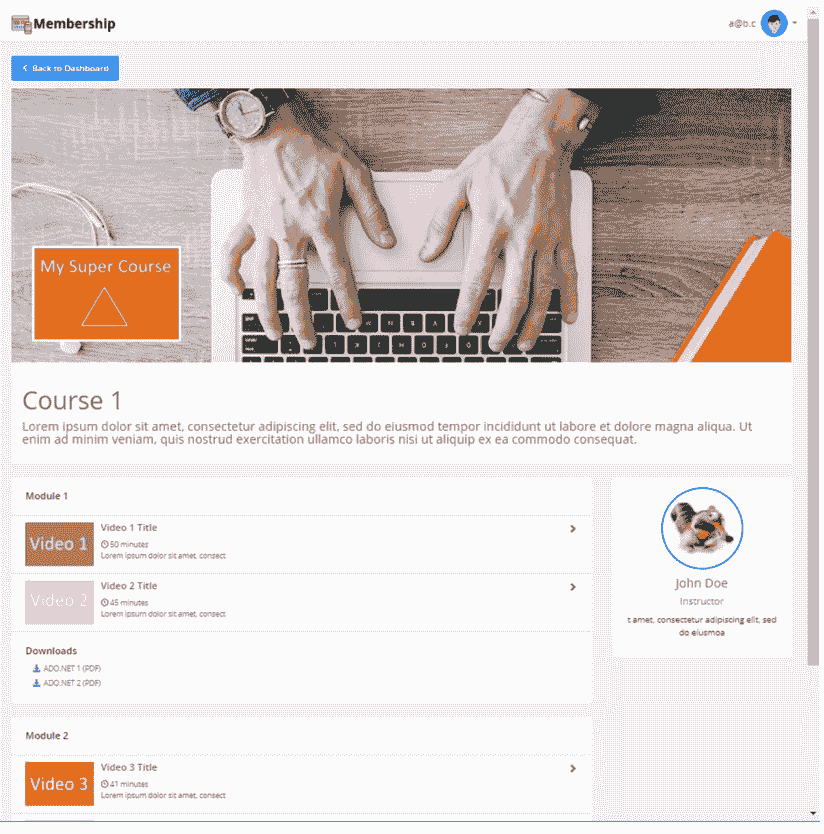 Membership
a@b.c
Back to Dashboard
My Super Course
Course 1
Lorem ipsum dolor sit amet, consectetur adipiscing elit, sed do eiusmod tempor incididunt ut labore et dolore magna aliqua. Ut
enim ad minim veniam, quis nostrud exercitation ullamco laboris nisi ut aliquip ex ea commodo consequat.
Module 1
Video 1
Video 1 Title
50 minutes
Lorem ipsum dolor sit amet, consect
Video 2
Video 2 Title
45 minutes
Lorem ipsum dolor sit amet, consect
Downloads
ADO.NET 1 (PDF)
ADO.NET 2 (PDF)
John Doe
Instructor
t amet, consectetur adipiscing elit, sed
do eiusmoa
Module 2
Video 3
Video 3 Title
41 minutes
Lorem ipsum dolor sit amet, consect